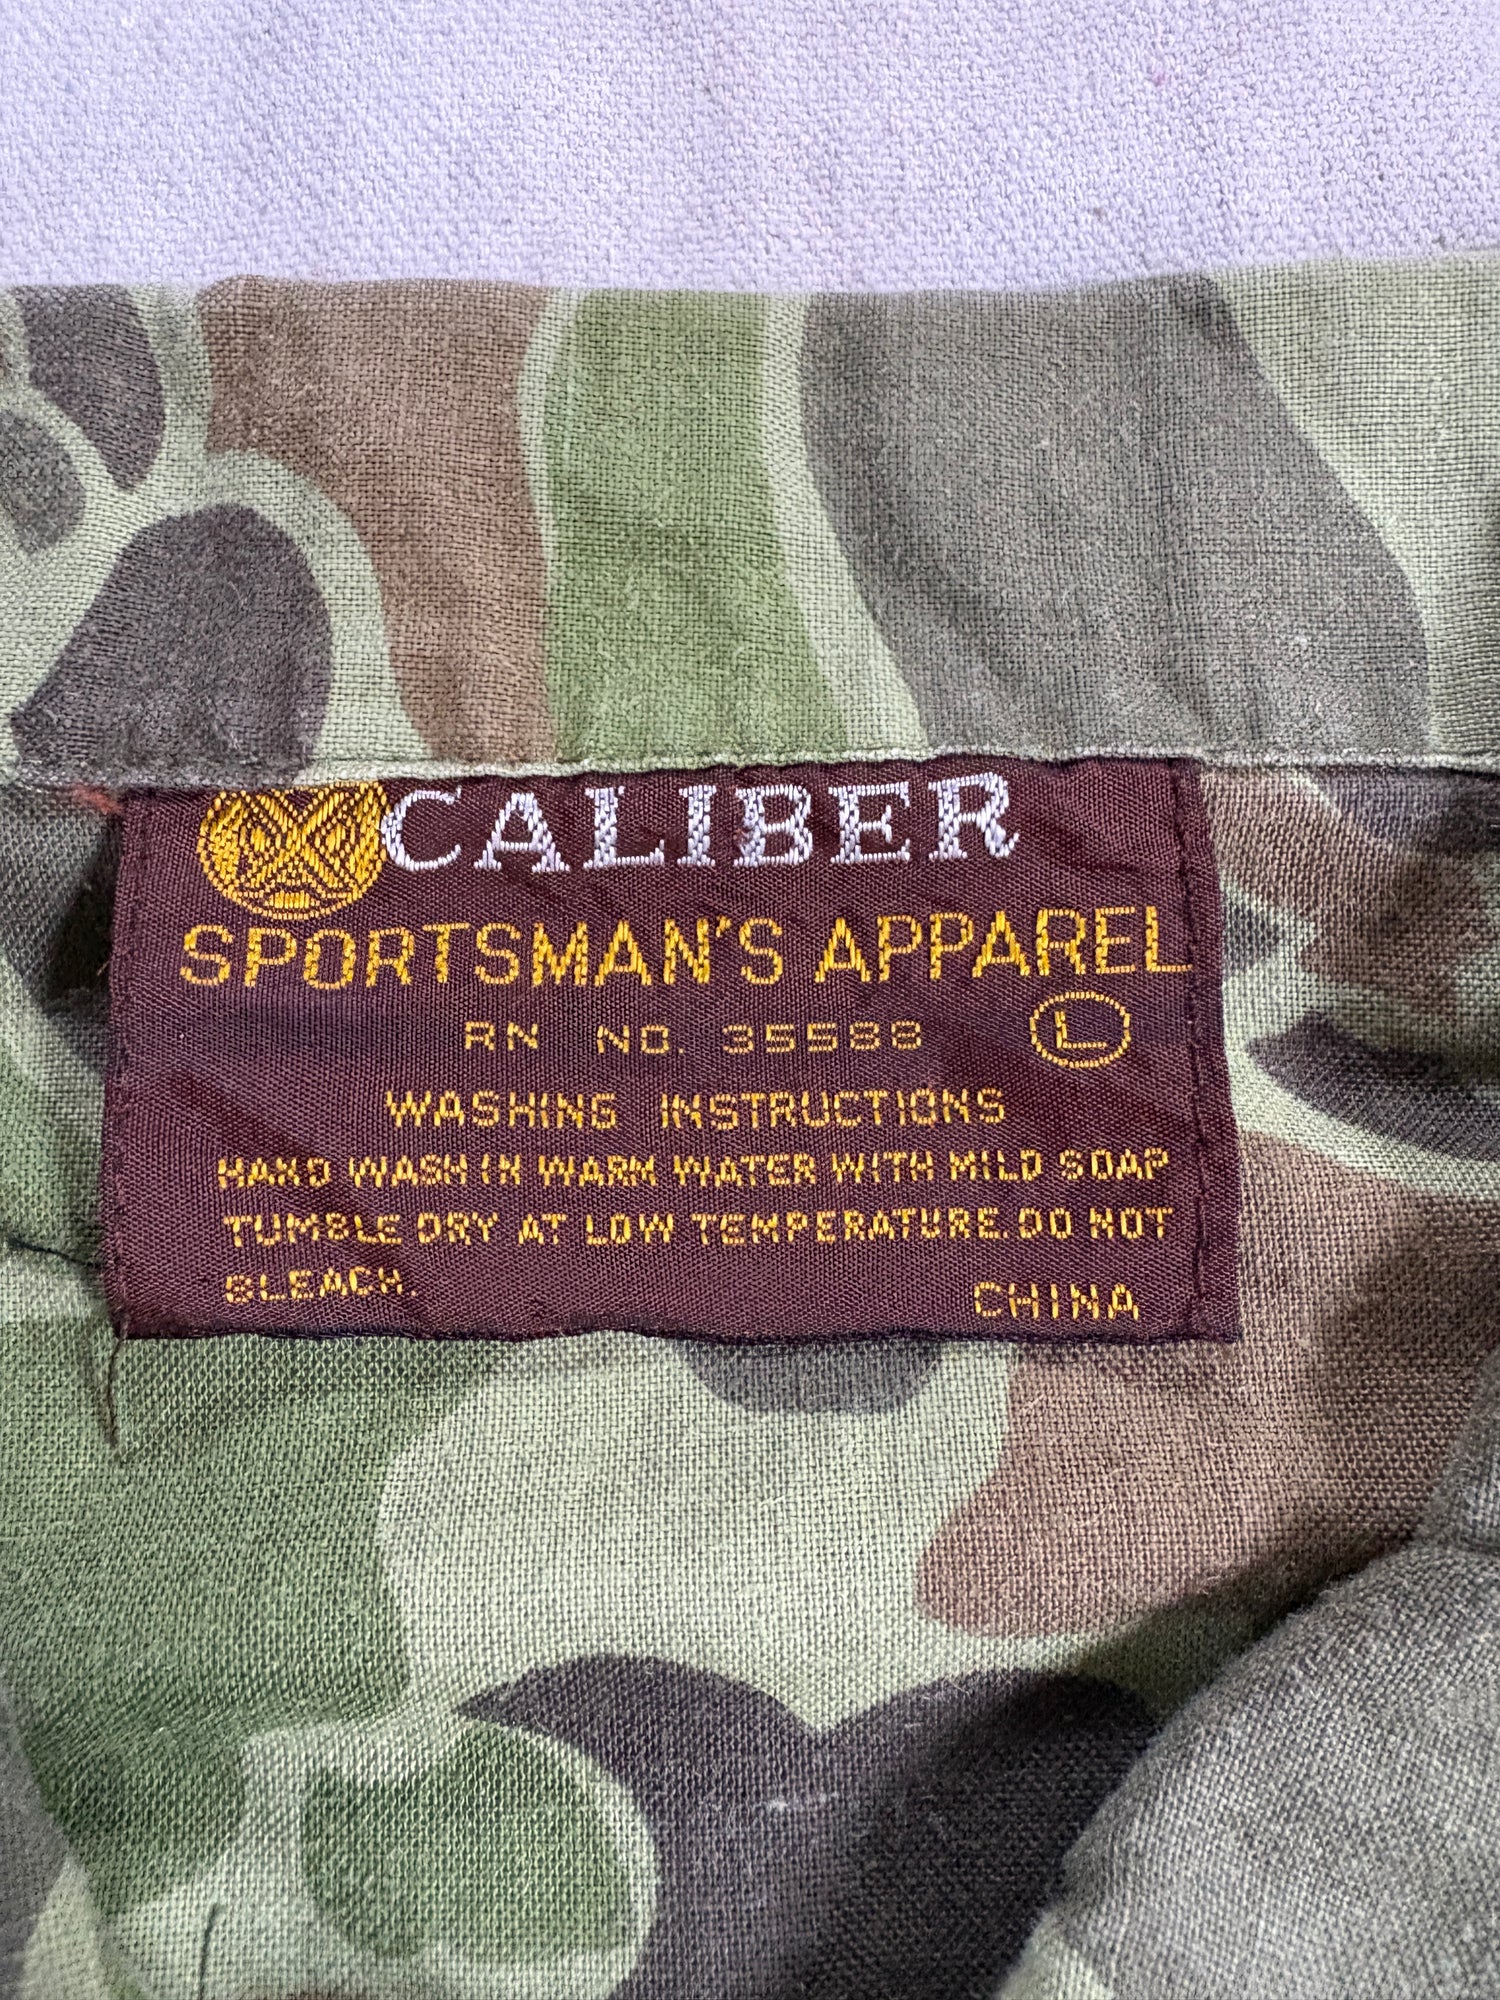 CALIBER
SPORTSMAN'S APPAREL
RN NO. 35588 L
WASHING INSTRUCTIONS
HAND WASH IN WARM WATER WITH MILD SOAP
TUMBLE DRY AT LOW TEMPERATURE. DO NOT
BLEACH. CHINA